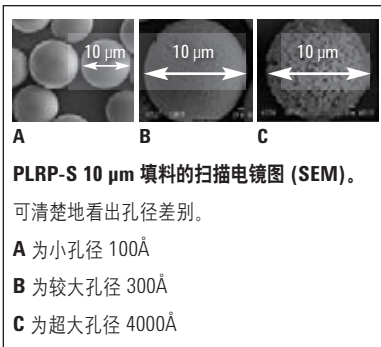 10 µm 10 µm 10 µm
A B C
PLRP-S 10 µm 填料的扫描电镜图 (SEM)。
可清楚地看出孔径差别。
A 为小孔径 100Å
B 为较大孔径 300Å
C 为超大孔径 4000Å